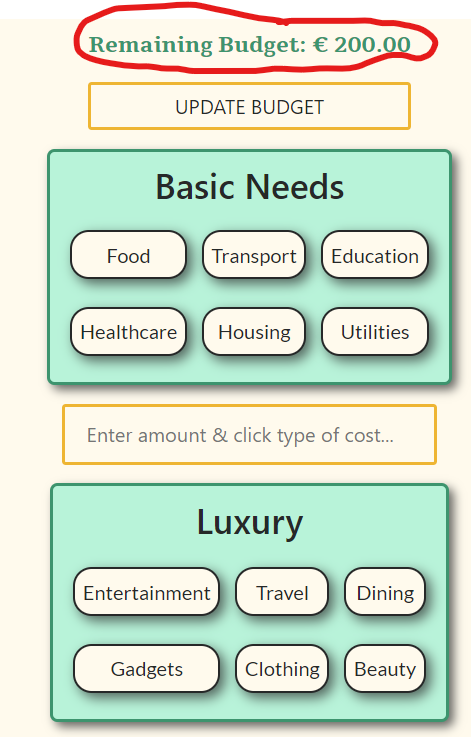 Remaining Budget: € 200.00
UPDATE BUDGET
Basic Needs
Food Transport Education
Healthcare Housing Utilities
Enter amount & click type of cost...
Luxury
Entertainment Travel Dining
Gadgets Clothing Beauty